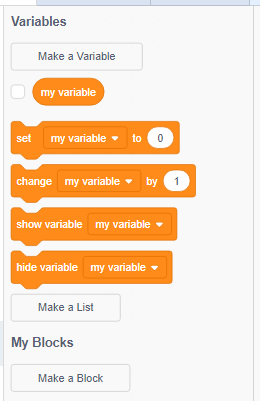 Variables
Make a Variable
my variable
set my variable to 0
change my variable by 1
show variable my variable
hide variable my variable
Make a List
My Blocks
Make a Block